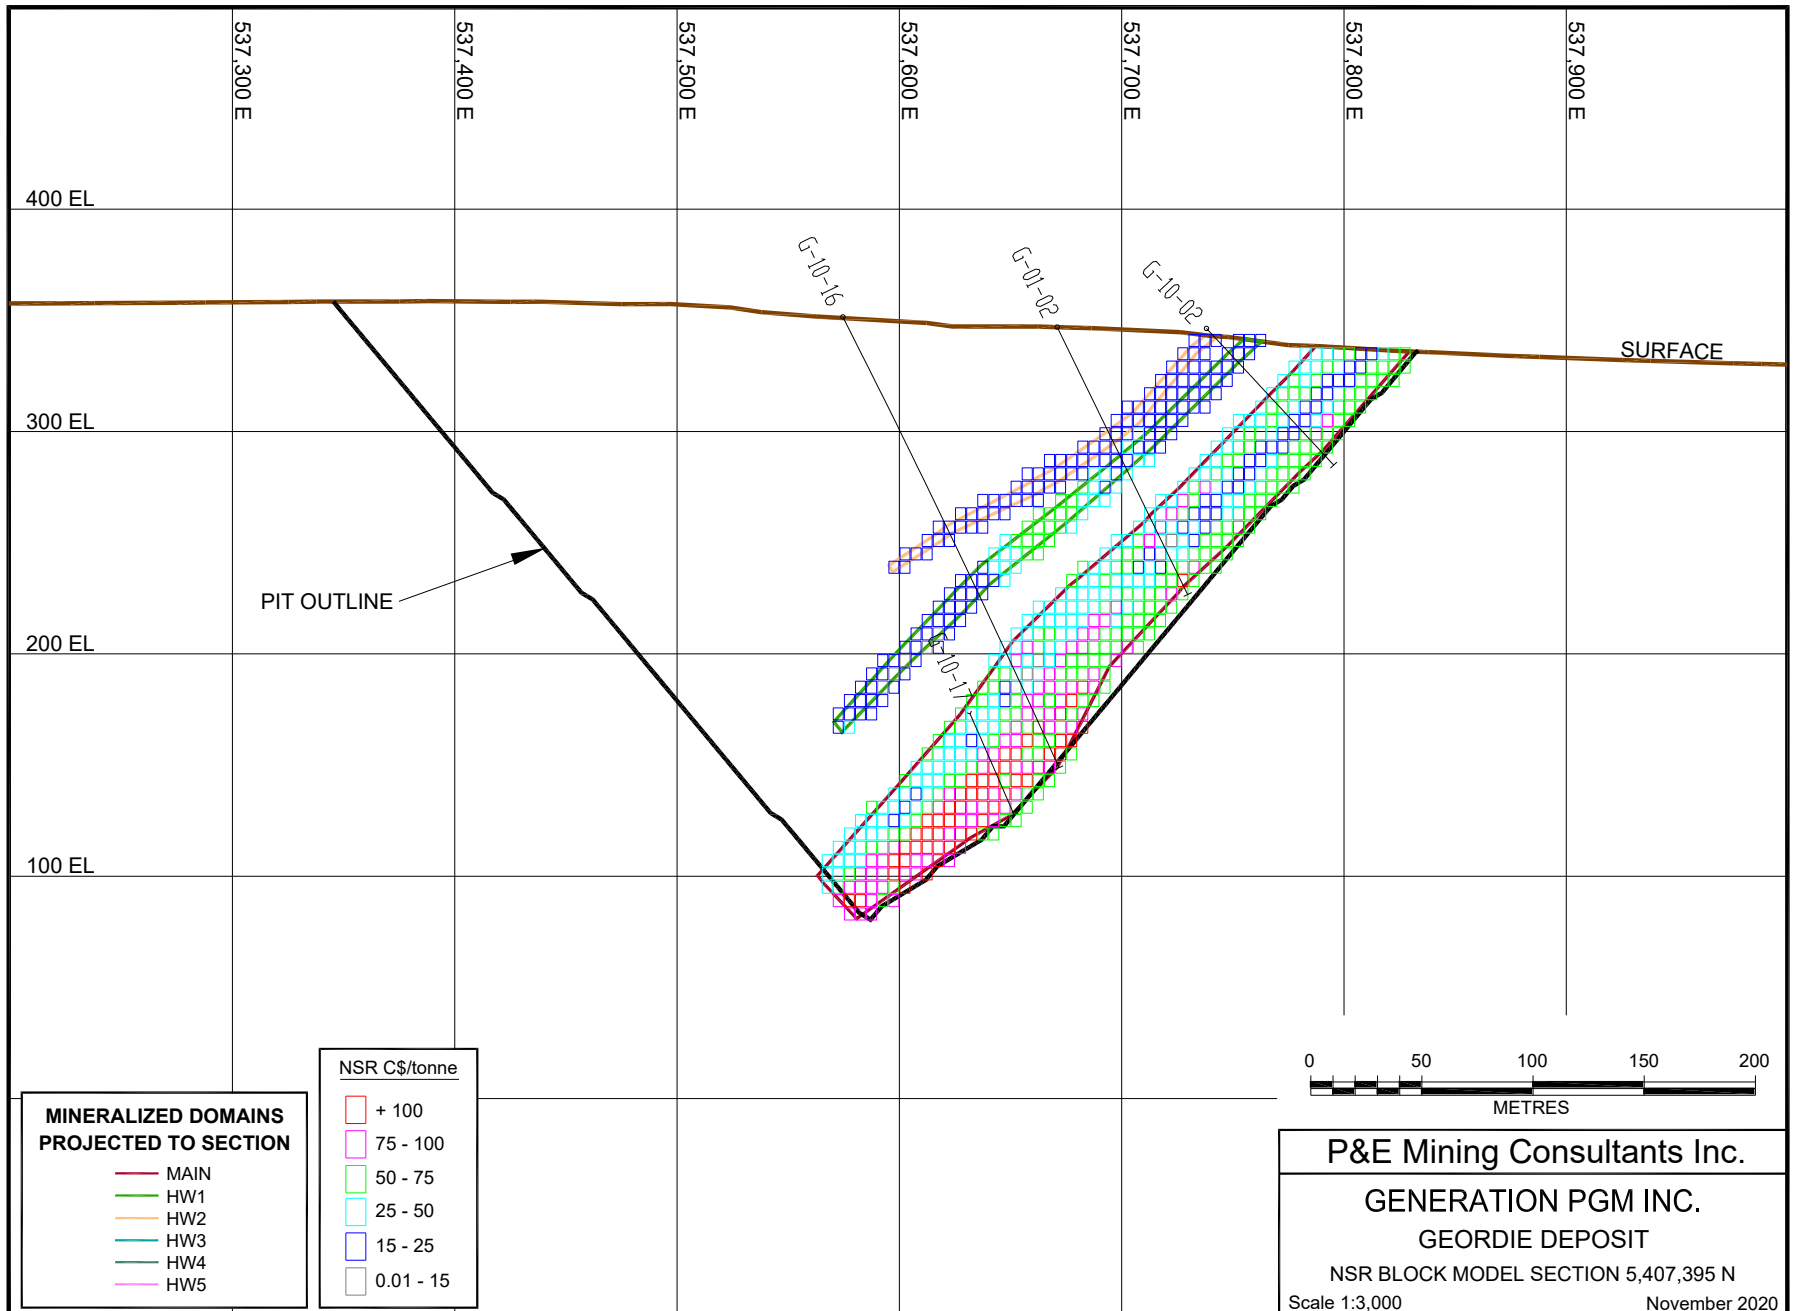 537,300 E
537,400 E
537,500 E
537,600 E
537,700 E
537,800 E
537,900 E
400 EL
300 EL
200 EL
100 EL
G-10-16
G-01-02
G-10-02
SURFACE
PIT OUTLINE
G-10-17
NSR C$/tonne
+ 100
75 - 100
50 - 75
25 - 50
15 - 25
0.01 - 15
MINERALIZED DOMAINS
PROJECTED TO SECTION
MAIN
HW1
HW2
HW3
HW4
HW5
0 50 100 150 200
METRES
P&E Mining Consultants Inc.
GENERATION PGM INC.
GEORDIE DEPOSIT
NSR BLOCK MODEL SECTION 5,407,395 N
Scale 1:3,000 November 2020